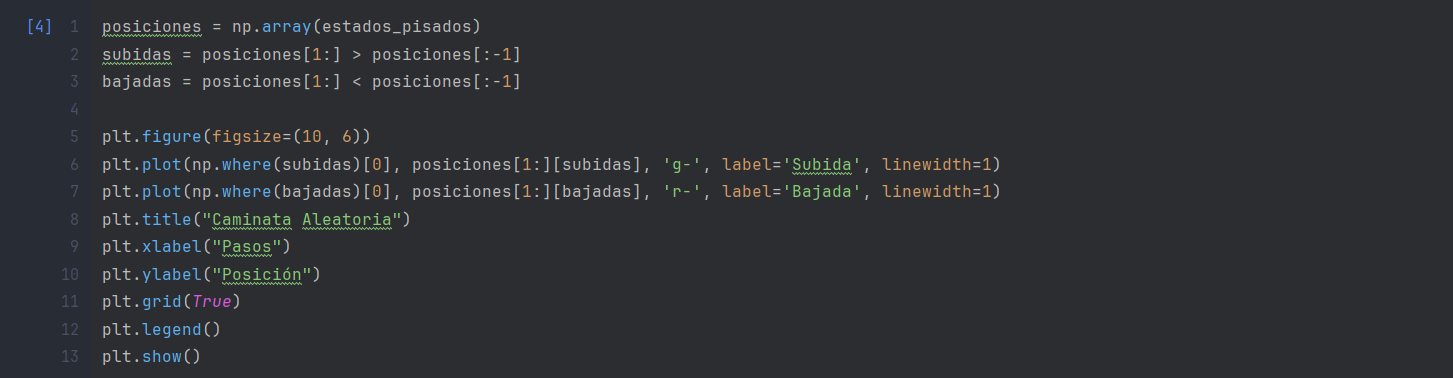 [4] 1 posiciones = np.array(estados_pisados)
2 subidas = posiciones[1:] > posiciones[:-1]
3 bajadas = posiciones[1:] < posiciones[:-1]
4
5 plt.figure(figsize=(10, 6))
6 plt.plot(np.where(subidas)[0], posiciones[1:][subidas], 'g-', label='Subida', linewidth=1)
7 plt.plot(np.where(bajadas)[0], posiciones[1:][bajadas], 'r-', label='Bajada', linewidth=1)
8 plt.title("Caminata Aleatoria")
9 plt.xlabel("Pasos")
10 plt.ylabel("Posición")
11 plt.grid(True)
12 plt.legend()
13 plt.show()